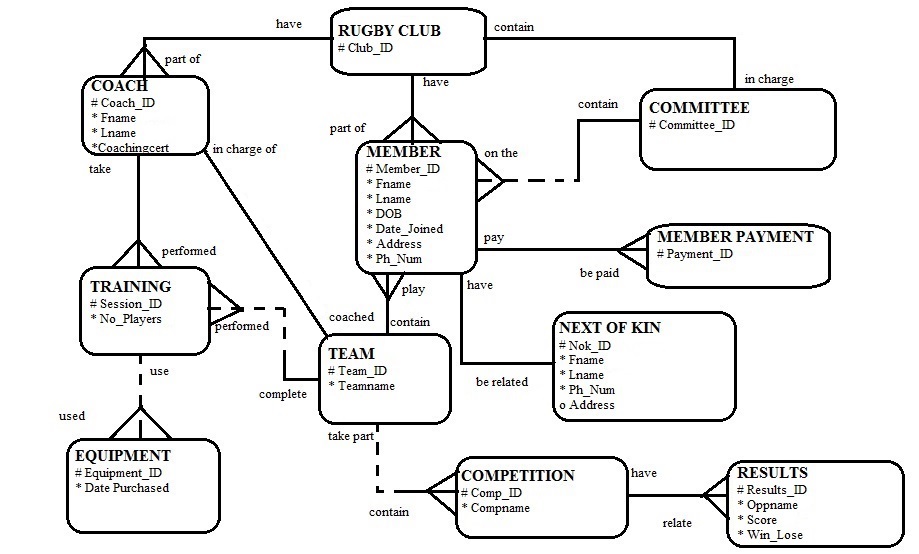 have
RUGBY CLUB
# Club_ID
contain
part of
have
in charge
COACH
# Coach_ID
* Fname
* Lname
*Coachingcert
take
in charge of
part of
MEMBER
# Member_ID
* Fname
* Lname
* DOB
* Date_Joined
* Address
* Ph_Num
on the
contain
COMMITTEE
# Committee_ID
pay
be paid
MEMBER PAYMENT
# Payment_ID
performed
TRAINING
# Session_ID
* No_Players
performed
play
have
coached
contain
NEXT OF KIN
# Nok_ID
* Fname
* Lname
* Ph_Num
o Address
be related
TEAM
# Team_ID
* Teamname
complete
use
used
take part
EQUIPMENT
# Equipment_ID
* Date Purchased
contain
COMPETITION
# Comp_ID
* Compname
have
relate
RESULTS
# Results_ID
* Oppname
* Score
* Win_Lose